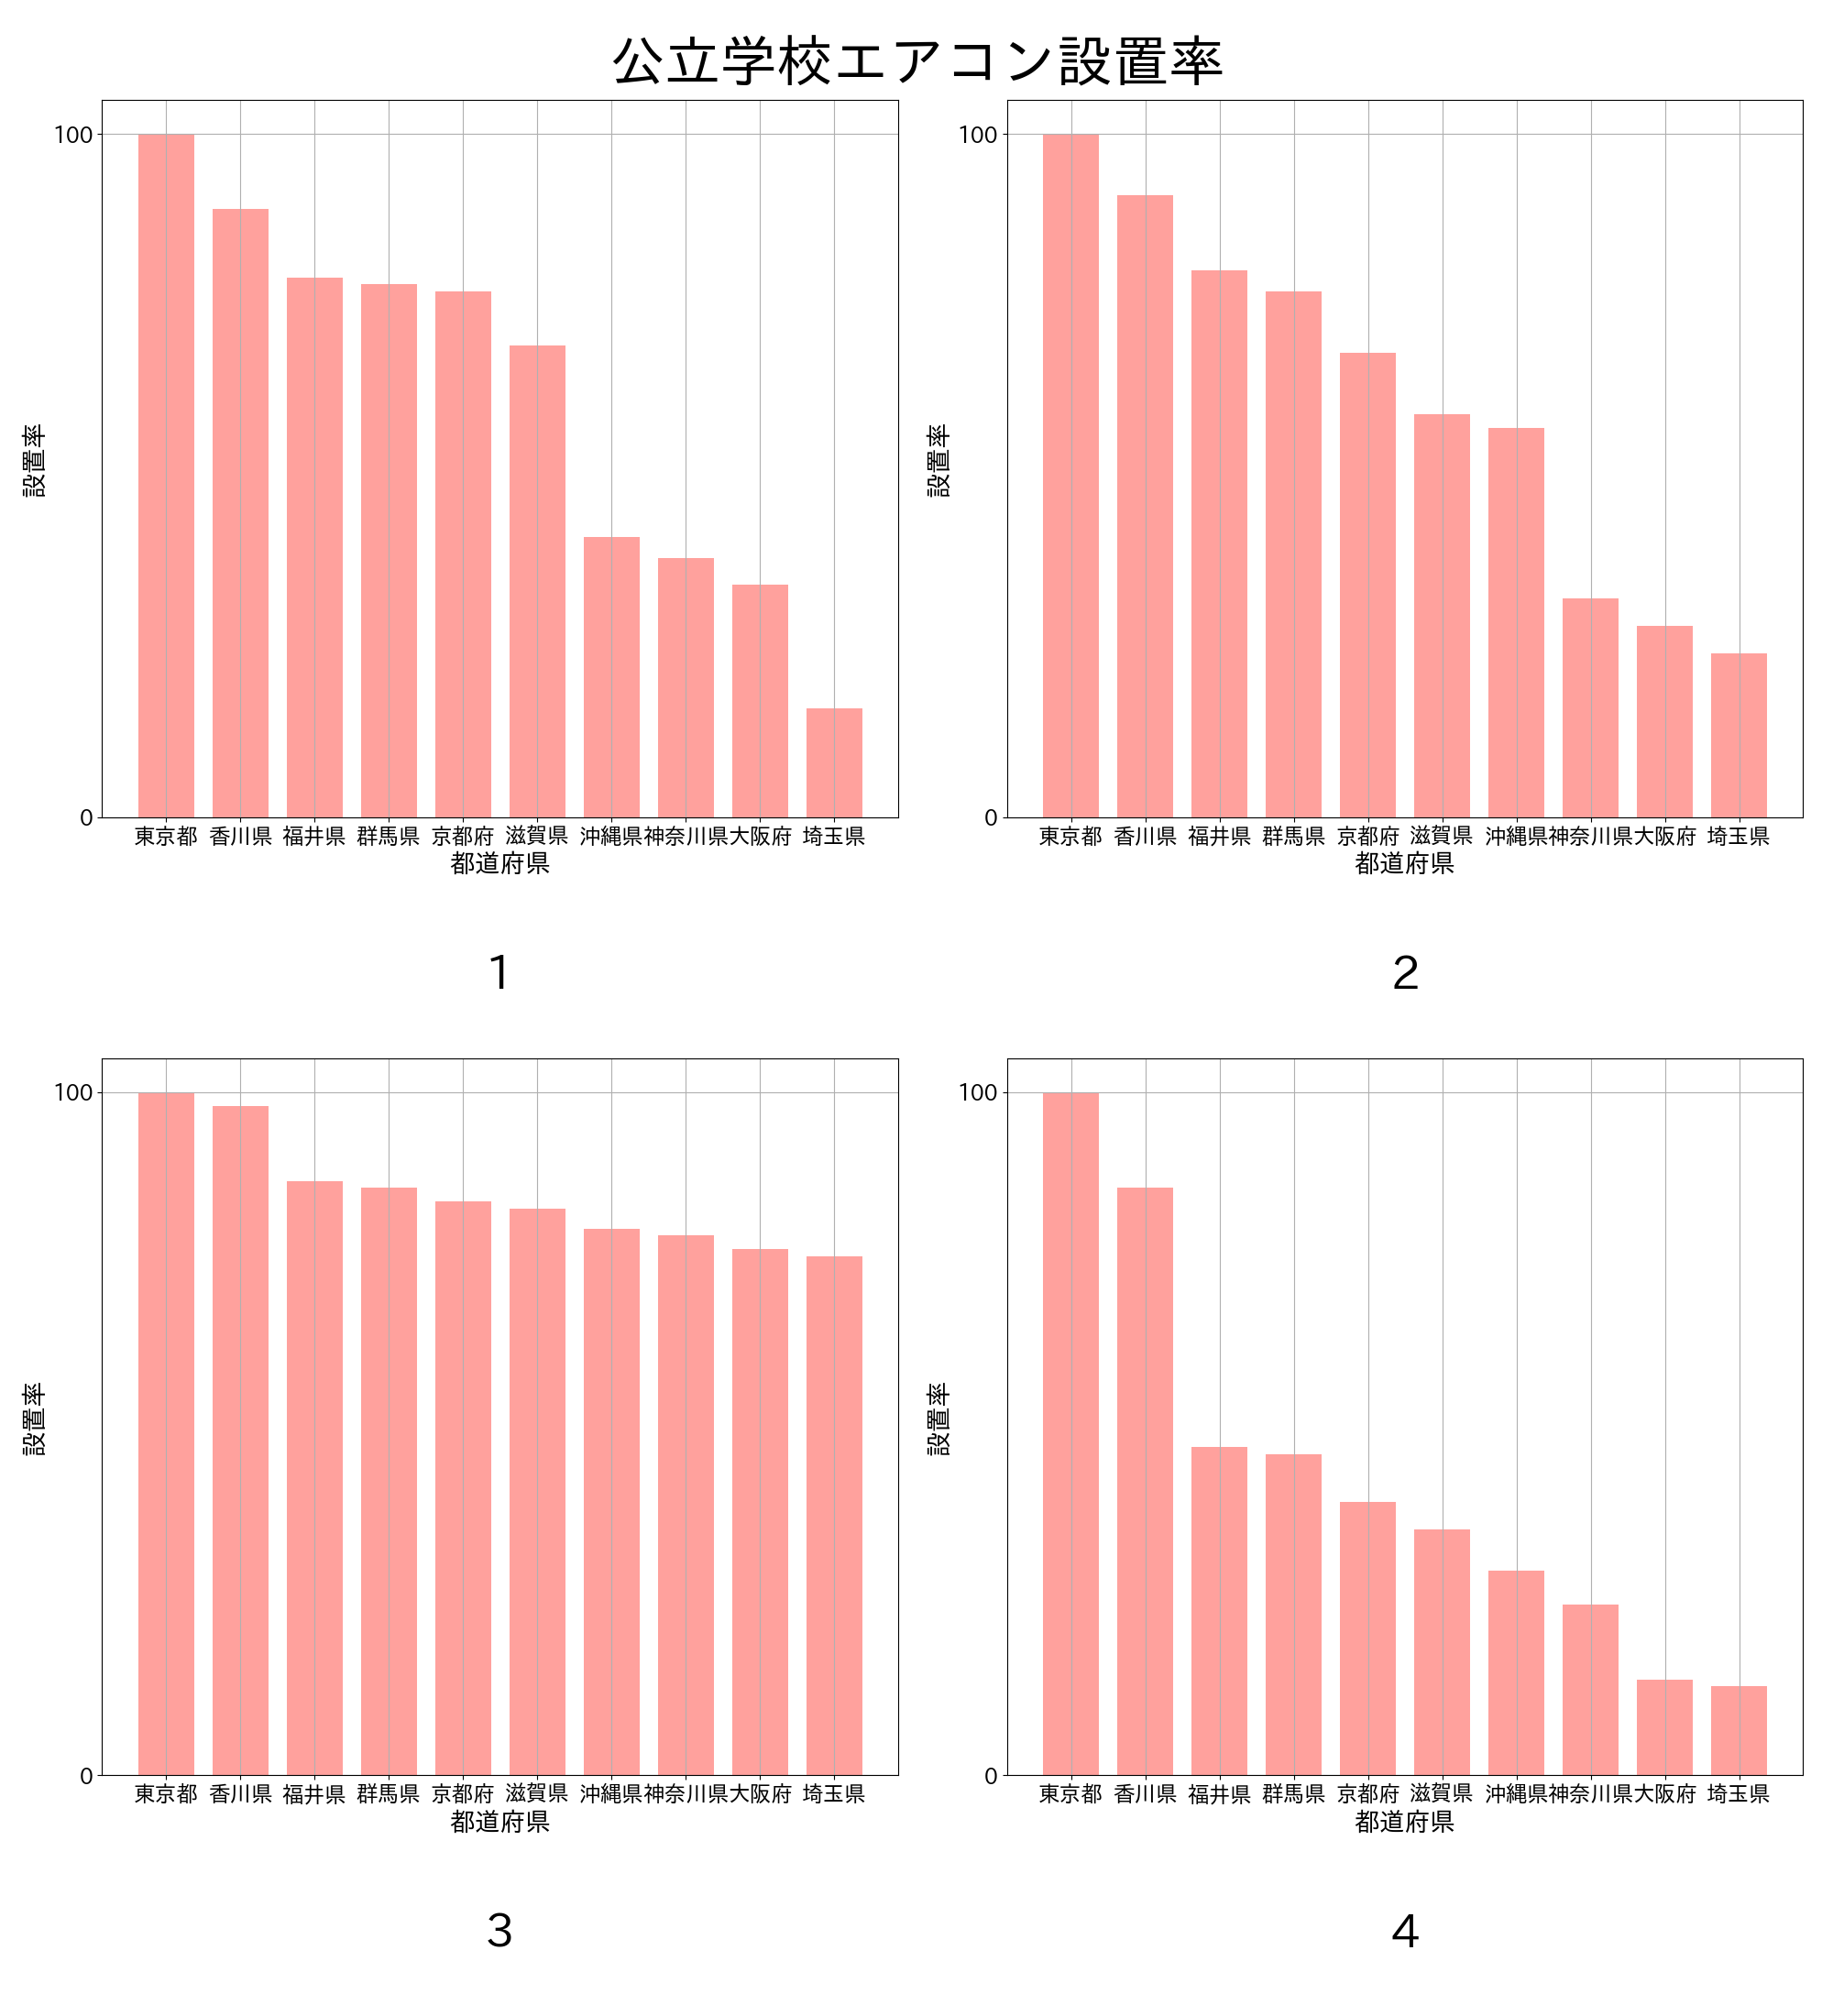 公立学校エアコン設置率
100
0
設置率
東京都 香川県 福井県 群馬県 京都府 滋賀県 沖縄県 神奈川県 大阪府 埼玉県
都道府県
1
100
0
設置率
東京都 香川県 福井県 群馬県 京都府 滋賀県 沖縄県 神奈川県 大阪府 埼玉県
都道府県
2
100
0
設置率
東京都 香川県 福井県 群馬県 京都府 滋賀県 沖縄県 神奈川県 大阪府 埼玉県
都道府県
3
100
0
設置率
東京都 香川県 福井県 群馬県 京都府 滋賀県 沖縄県 神奈川県 大阪府 埼玉県
都道府県
4